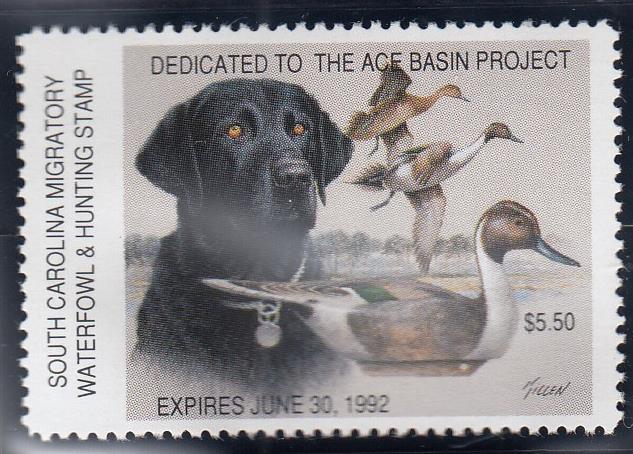 SOUTH CAROLINA MIGRATORY
WATERFOWL & HUNTING STAMP
DEDICATED TO THE ACE BASIN PROJECT
$5.50
EXPIRES JUNE 30, 1992